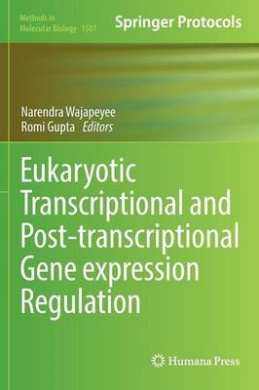 Methods in
Molecular Biology 1507
Springer Protocols
Narendra Wajapeyee
Romi Gupta Editors
Eukaryotic
Transcriptional and
Post-transcriptional
Gene expression
Regulation
Humana Press